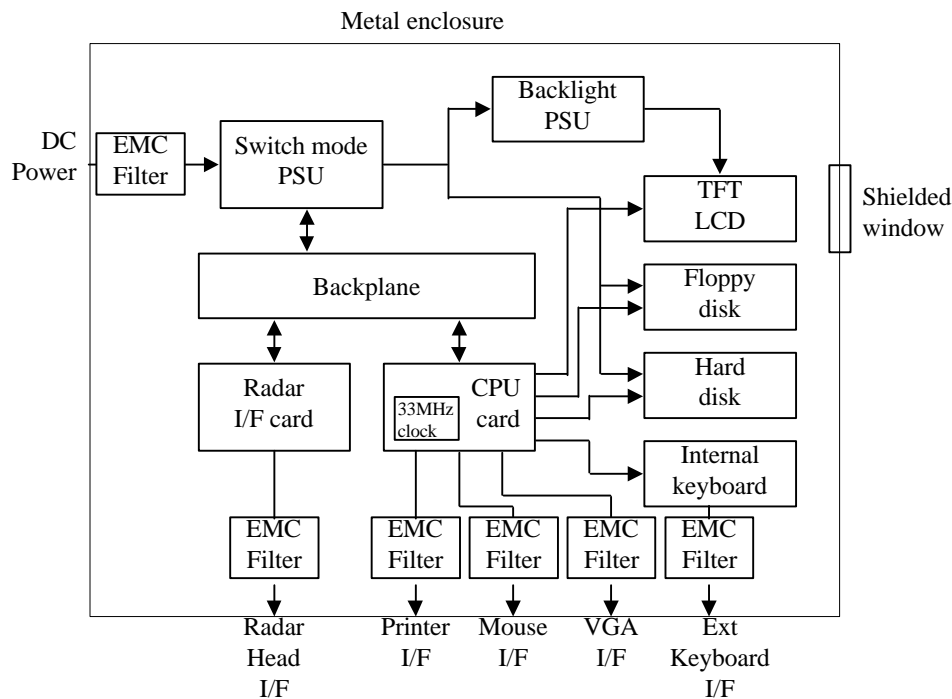 Metal enclosure
Backlight
PSU
DC
Power
EMC
Filter
Switch mode
PSU
TFT
LCD
Shielded
window
Backplane
Floppy
disk
Radar
I/F card
CPU
card
33MHz
clock
Hard
disk
Internal
keyboard
EMC
Filter
EMC
Filter
EMC
Filter
EMC
Filter
EMC
Filter
Radar
Head
I/F
Printer
I/F
Mouse
I/F
VGA
I/F
Ext
Keyboard
I/F